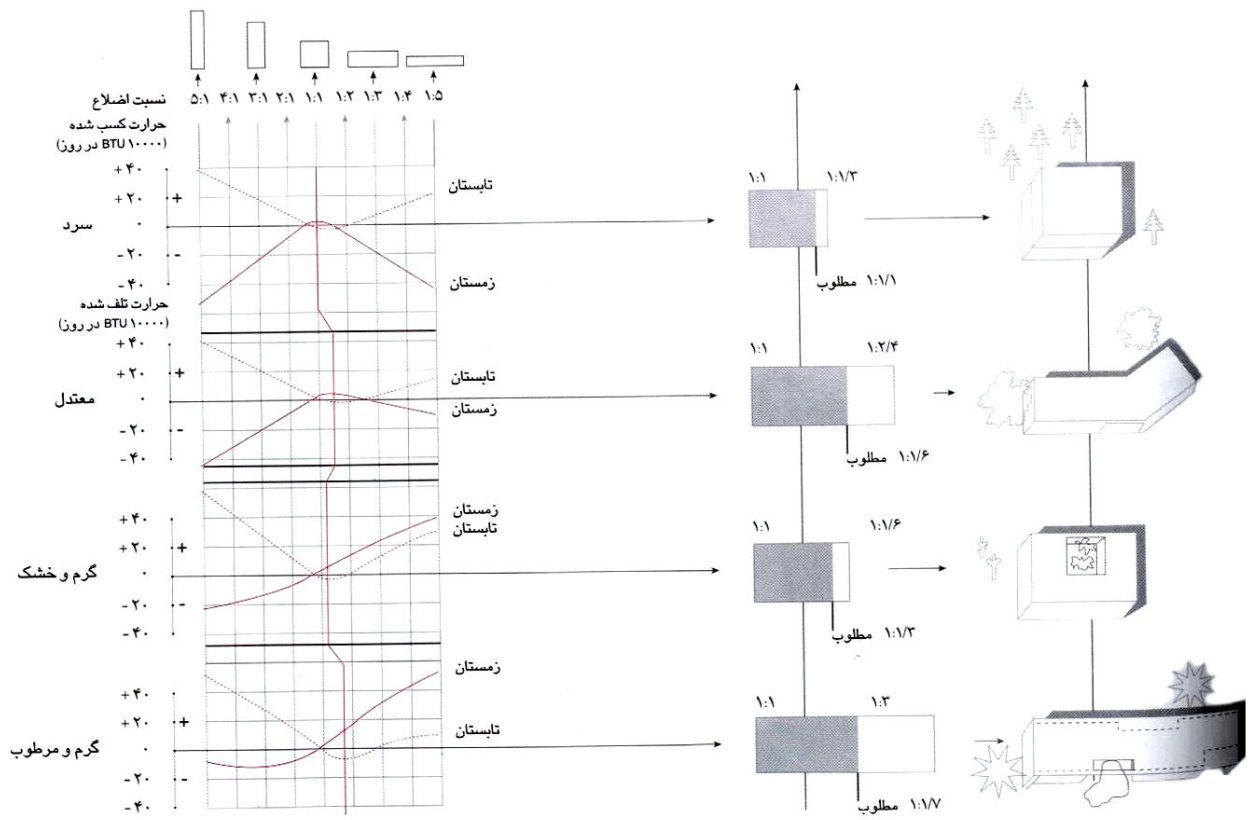 نسبت اضلاع
۵:۱ ۴:۱ ۳:۱ ۲:۱ ۱:۱ ۱:۲ ۱:۳ ۱:۴ ۱:۵
حرارت کسب شده
(۱۰۰۰۰ BTU در روز)
+۴۰
+۲۰ +
سرد ۰
-۲۰ -
-۴۰
تابستان
زمستان
۱:۱ ۱:۱/۳
مطلوب ۱:۱/۱
حرارت تلف شده
(۱۰۰۰۰ BTU در روز)
+۴۰
+۲۰ +
معتدل ۰
-۲۰ -
-۴۰
تابستان
زمستان
۱:۱ ۱:۲/۴
مطلوب ۱:۱/۶
+۴۰
+۲۰ +
گرم و خشک ۰
-۲۰ -
-۴۰
زمستان
تابستان
۱:۱ ۱:۱/۶
مطلوب ۱:۱/۳
+۴۰
+۲۰ +
گرم و مرطوب ۰
-۲۰ -
-۴۰
زمستان
تابستان
۱:۱ ۱:۳
مطلوب ۱:۱/۷